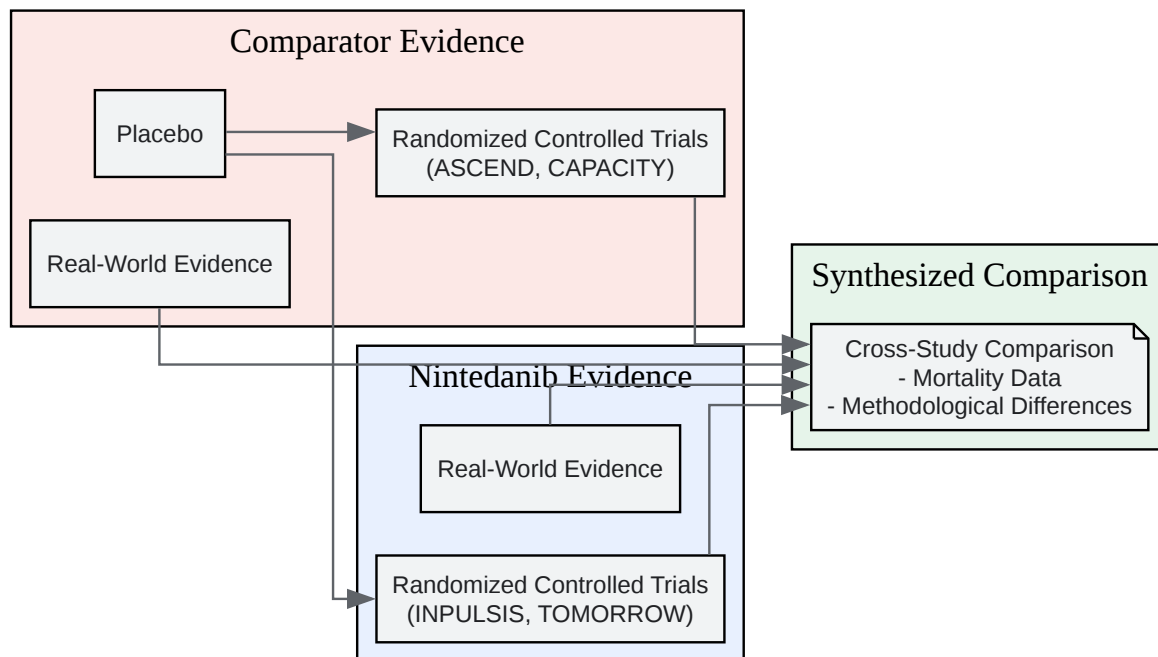 Comparator Evidence
Placebo
Randomized Controlled Trials
(ASCEND, CAPACITY)
Real-World Evidence
Synthesized Comparison
Cross-Study Comparison
- Mortality Data
- Methodological Differences
Nintedanib Evidence
Real-World Evidence
Randomized Controlled Trials
(INPULSIS, TOMORROW)